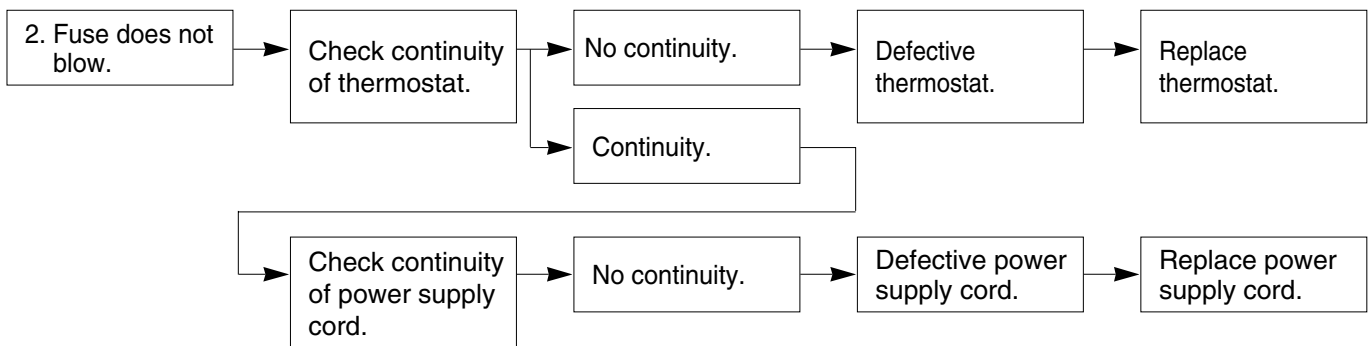 2. Fuse does not
blow.
Check continuity
of thermostat.
No continuity.
Defective
thermostat.
Replace
thermostat.
Continuity.
Check continuity
of power supply
cord.
No continuity.
Defective power
supply cord.
Replace power
supply cord.